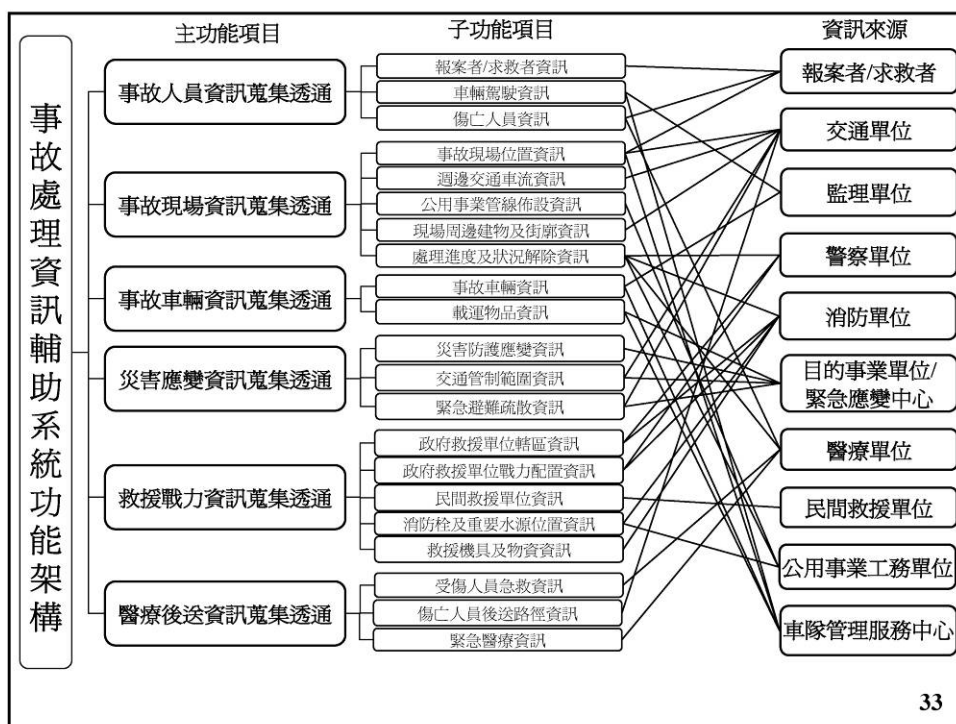 事故處理資訊輔助系統功能架構
主功能項目
子功能項目
資訊來源
事故人員資訊蒐集透通
報案者/求救者資訊
車輛駕駛資訊
傷亡人員資訊
事故現場資訊蒐集透通
事故現場位置資訊
週邊交通車流資訊
公用事業管線佈設資訊
現場周邊建物及街廓資訊
處理進度及狀況解除資訊
事故車輛資訊蒐集透通
事故車輛資訊
載運物品資訊
災害應變資訊蒐集透通
災害防護應變資訊
交通管制範圍資訊
緊急避難疏散資訊
救援戰力資訊蒐集透通
政府救援單位轄區資訊
政府救援單位戰力配置資訊
民間救援單位資訊
消防栓及重要水源位置資訊
救援機具及物資資訊
醫療後送資訊蒐集透通
受傷人員急救資訊
傷亡人員後送路徑資訊
緊急醫療資訊
報案者/求救者
交通單位
監理單位
警察單位
消防單位
目的事業單位/
緊急應變中心
醫療單位
民間救援單位
公用事業工務單位
車隊管理服務中心
33